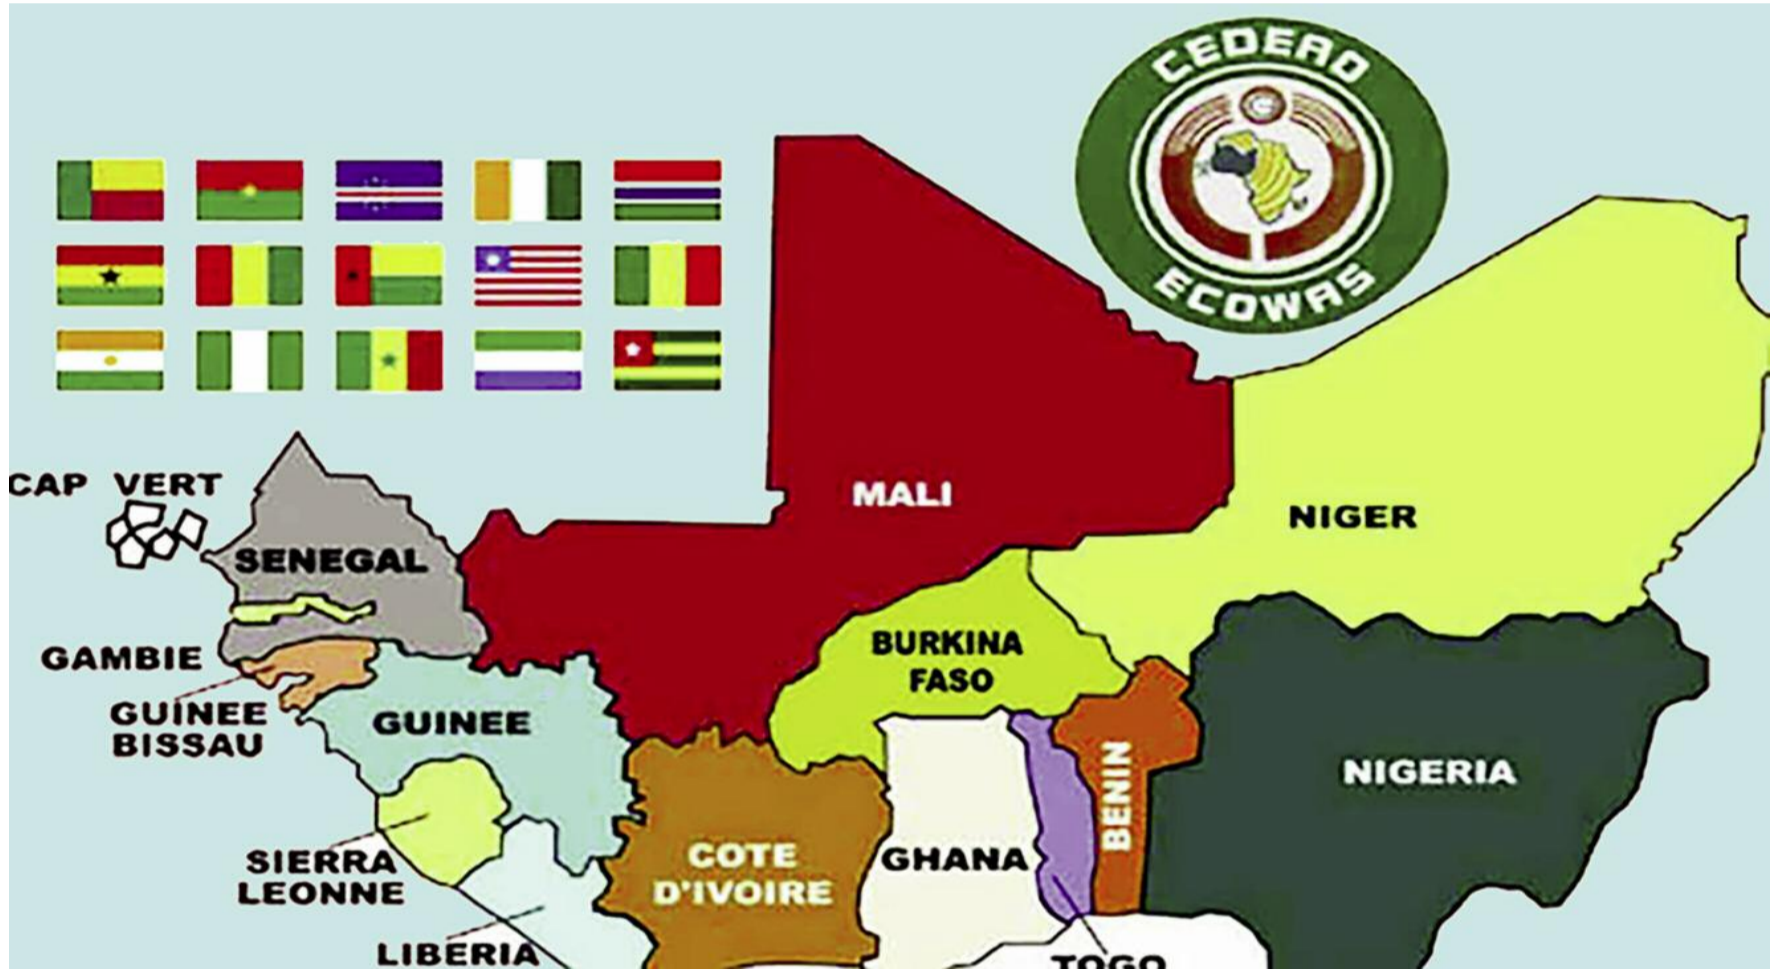 CEDEAO
ECOWAS
CAP VERT
SENEGAL
MALI
NIGER
GAMBIE
GUINEE
BISSAU
GUINEE
BURKINA
FASO
NIGERIA
BENIN
SIERRA
LEONNE
COTE
D'IVOIRE
GHANA
LIBERIA
TOGO